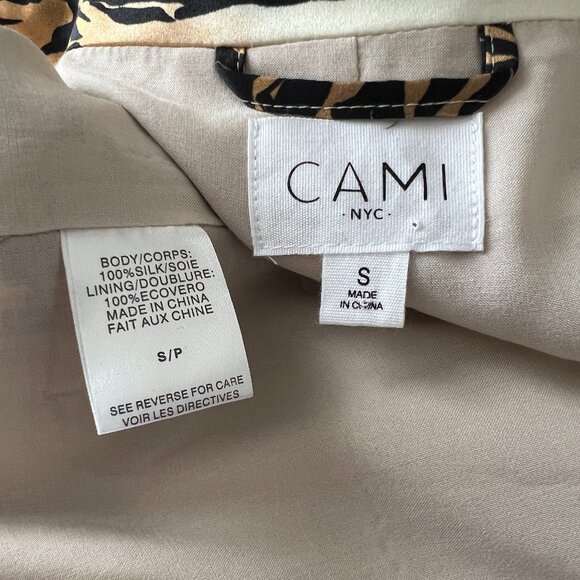 CAMI
· NYC ·
S
MADE
IN CHINA
BODY/CORPS:
100%SILK/SOIE
LINING/DOUBLURE:
100%ECOVERO
MADE IN CHINA
FAIT AUX CHINE
S/P
SEE REVERSE FOR CARE
VOIR LES DIRECTIVES